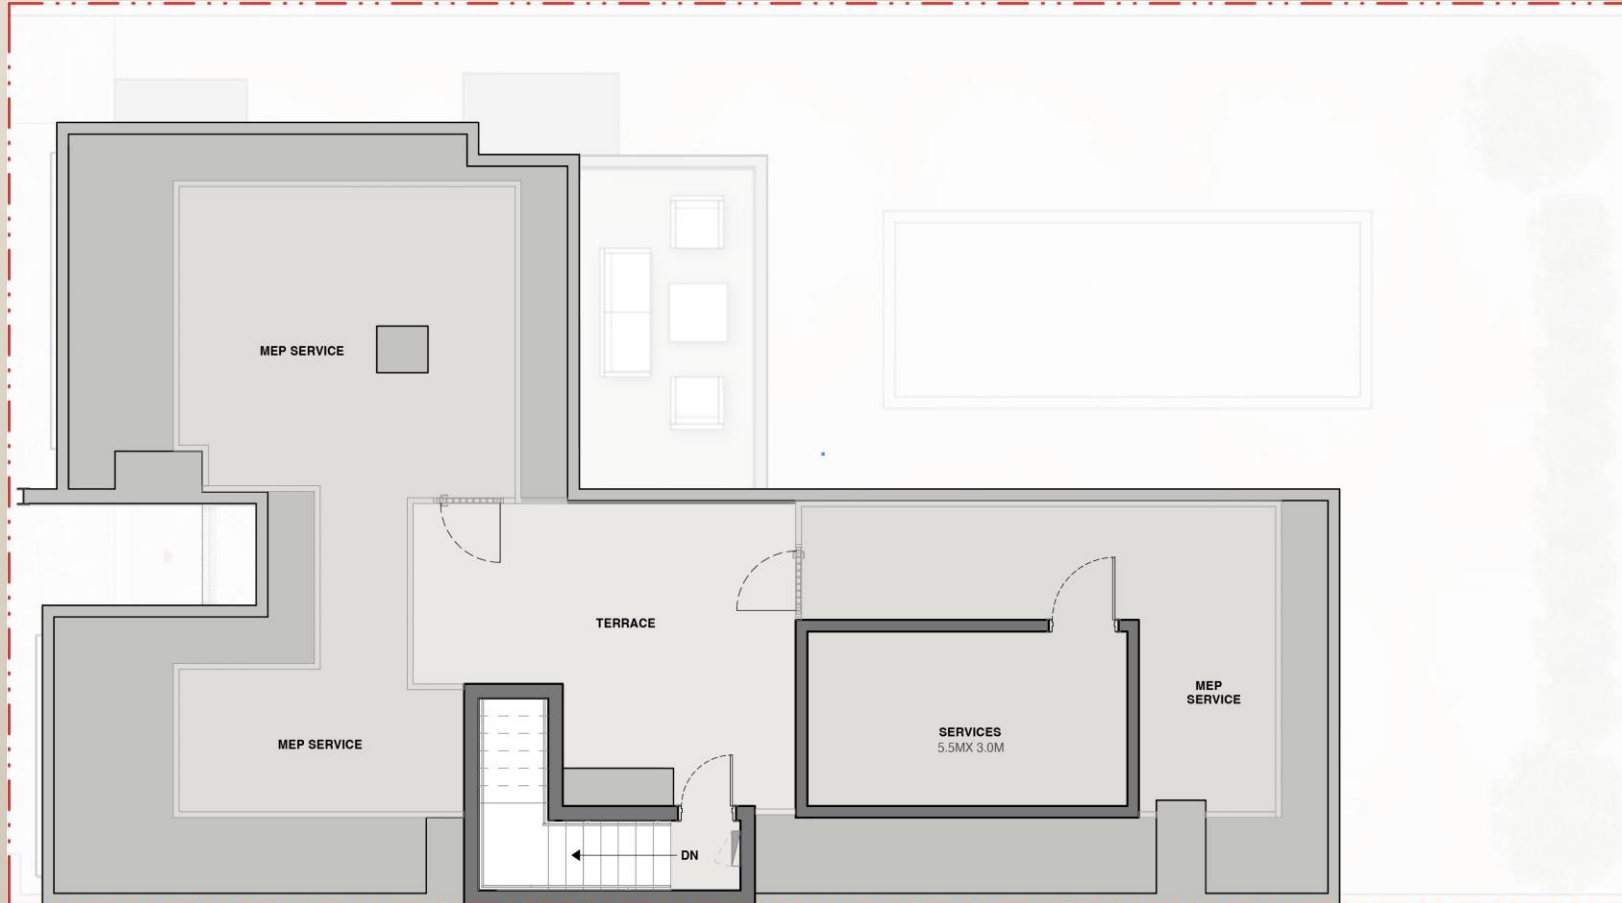 MEP SERVICE
TERRACE
MEP
SERVICE
SERVICES
5.5MX 3.0M
MEP SERVICE
DN